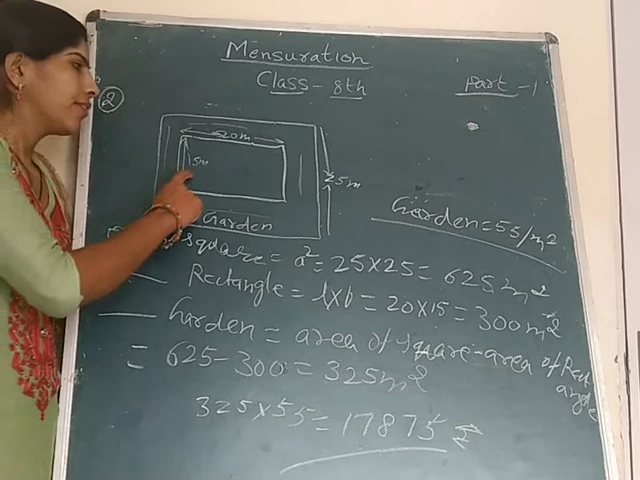 Mensuration
Class - 8th
Part - 1
2
20m
5m
25m
Garden
Garden = 55/m²
square = a² = 25×25 = 625m²
Rectangle = l×b = 20×15 = 300m²
Garden = area of square - area of Rectangle
= 625 - 300 = 325m²
325×55 = 17875 ₹